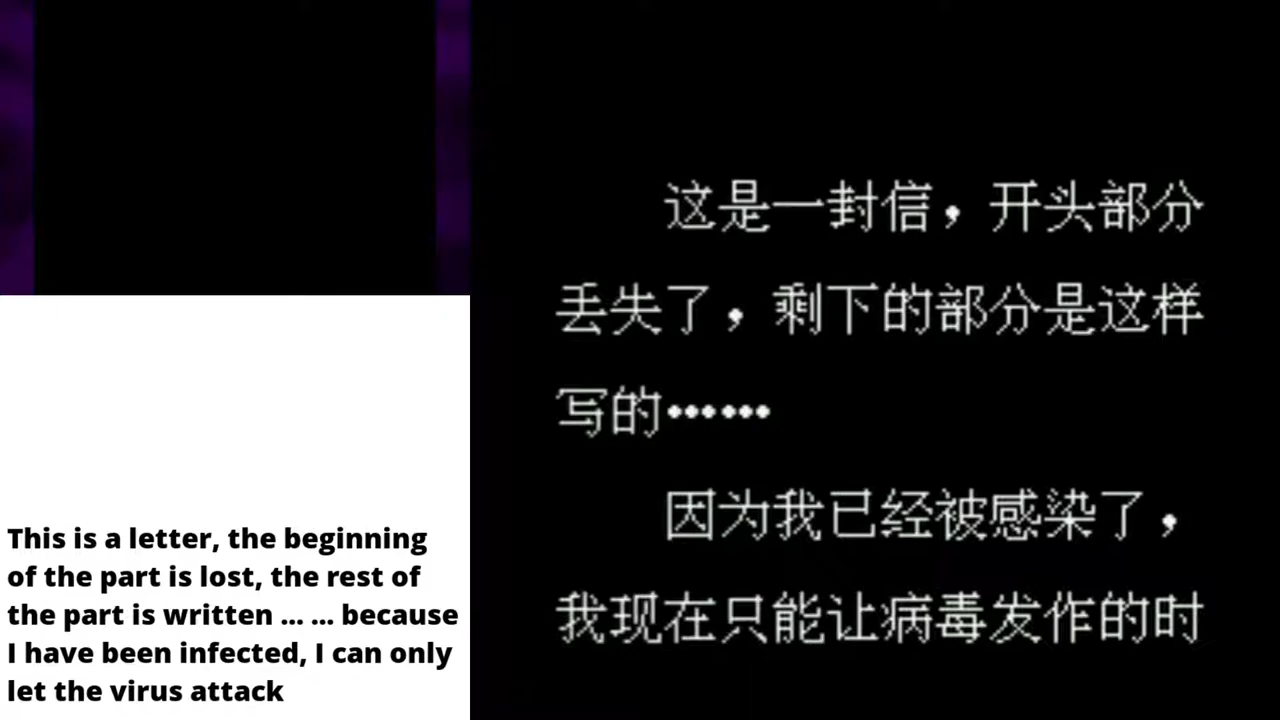 This is a letter, the beginning
of the part is lost, the rest of
the part is written ... ... because
I have been infected, I can only
let the virus attack
这是一封信，开头部分
丢失了，剩下的部分是这样
写的……
因为我已经被感染了，
我现在只能让病毒发作的时